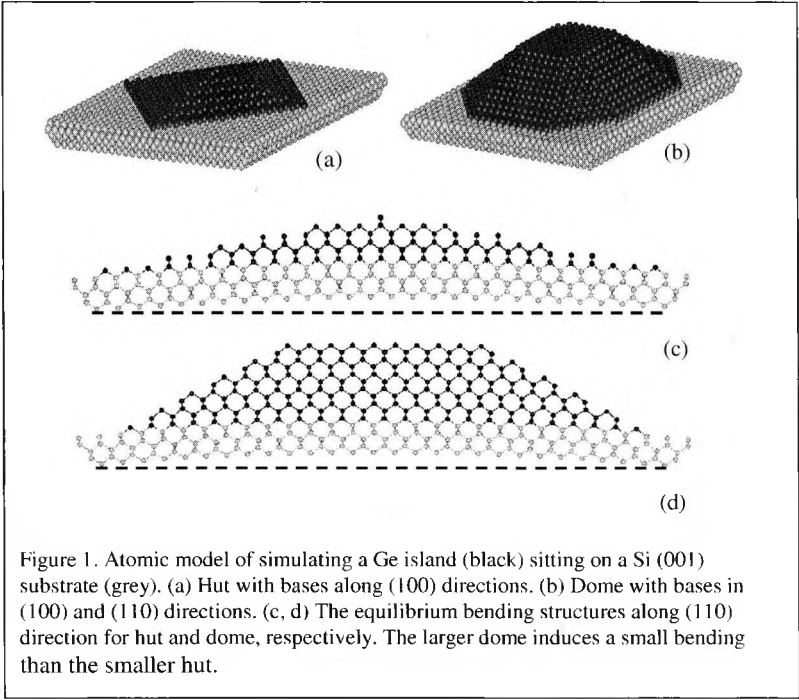 (a)
(b)
(c)
(d)
Figure 1. Atomic model of simulating a Ge island (black) sitting on a Si (001)
substrate (grey). (a) Hut with bases along (100) directions. (b) Dome with bases in
(100) and (110) directions. (c, d) The equilibrium bending structures along (110)
direction for hut and dome, respectively. The larger dome induces a small bending
than the smaller hut.